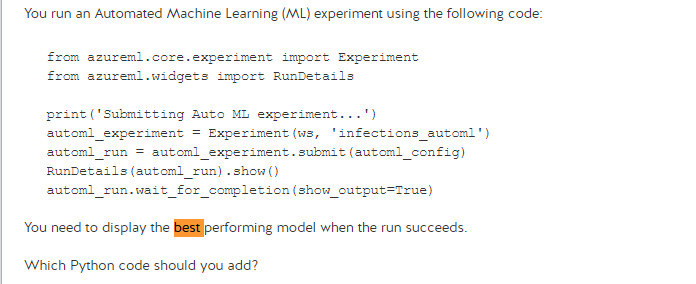 You run an Automated Machine Learning (ML) experiment using the following code:
from azureml.core.experiment import Experiment
from azureml.widgets import RunDetails
print('Submitting Auto ML experiment...')
automl_experiment = Experiment(ws, 'infections_automl')
automl_run = automl_experiment.submit(automl_config)
RunDetails(automl_run).show()
automl_run.wait_for_completion(show_output=True)
You need to display the best performing model when the run succeeds.
Which Python code should you add?